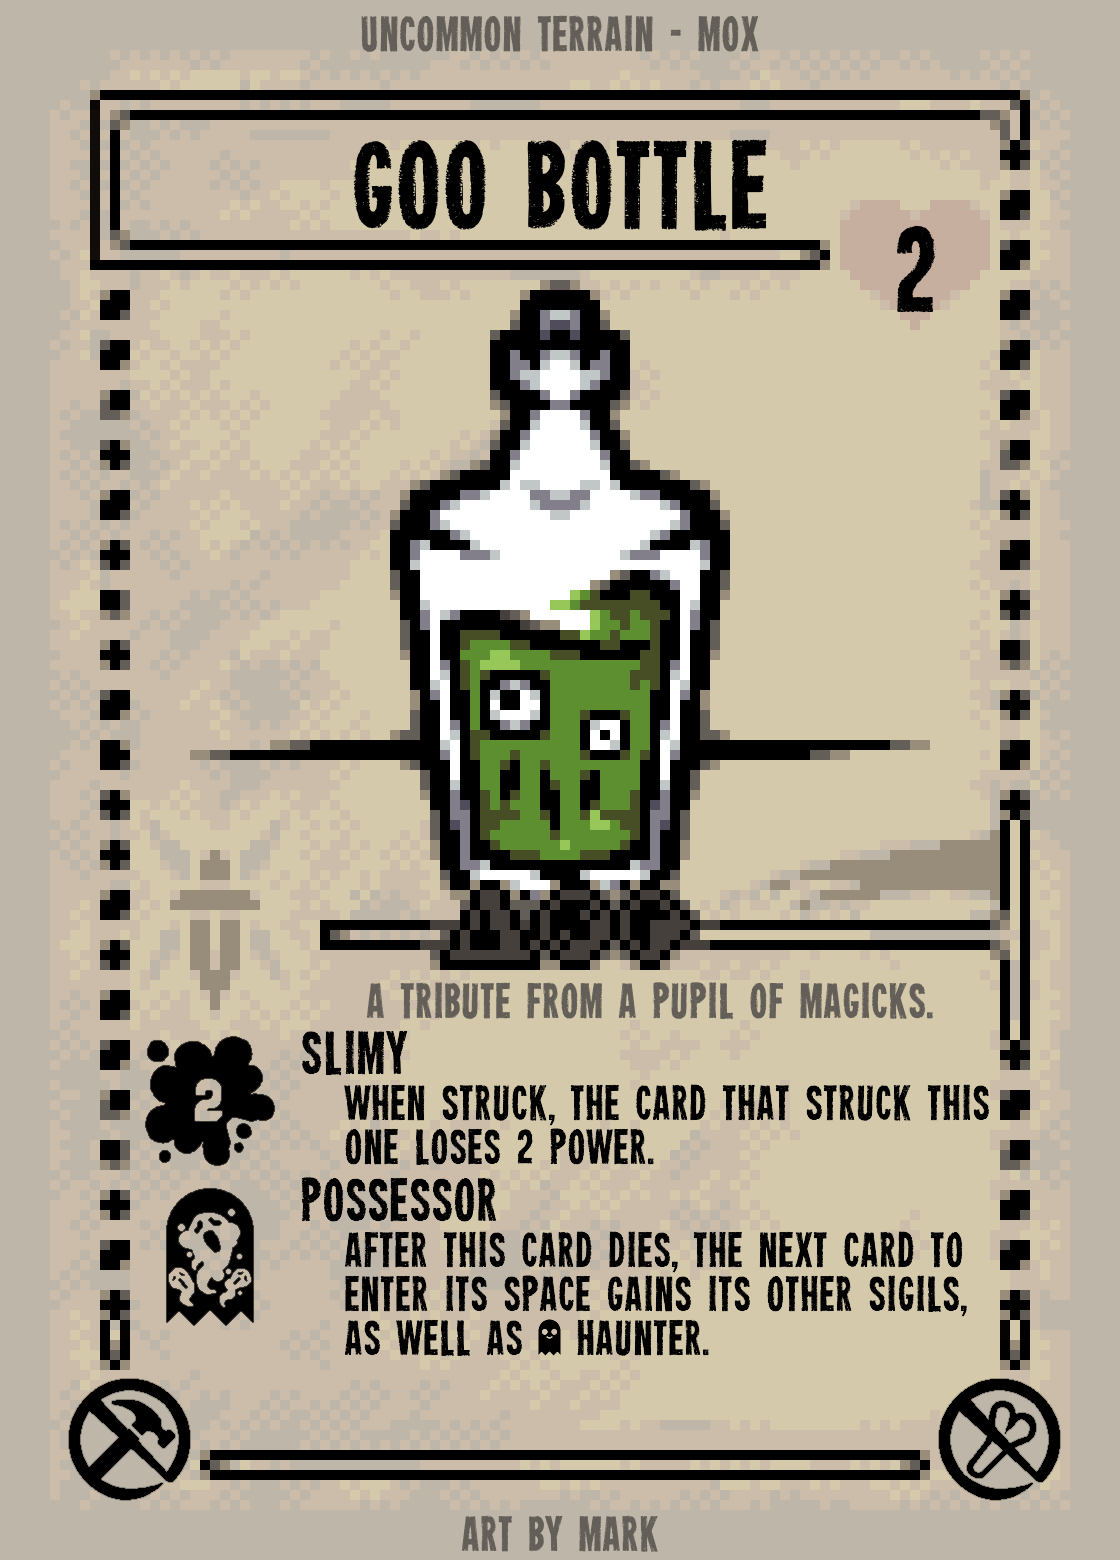 UNCOMMON TERRAIN - MOX
GOO BOTTLE
2
A TRIBUTE FROM A PUPIL OF MAGICKS.
SLIMY
2
WHEN STRUCK, THE CARD THAT STRUCK THIS
ONE LOSES 2 POWER.
POSSESSOR
AFTER THIS CARD DIES, THE NEXT CARD TO
ENTER ITS SPACE GAINS ITS OTHER SIGILS,
AS WELL AS HAUNTER.
ART BY MARK